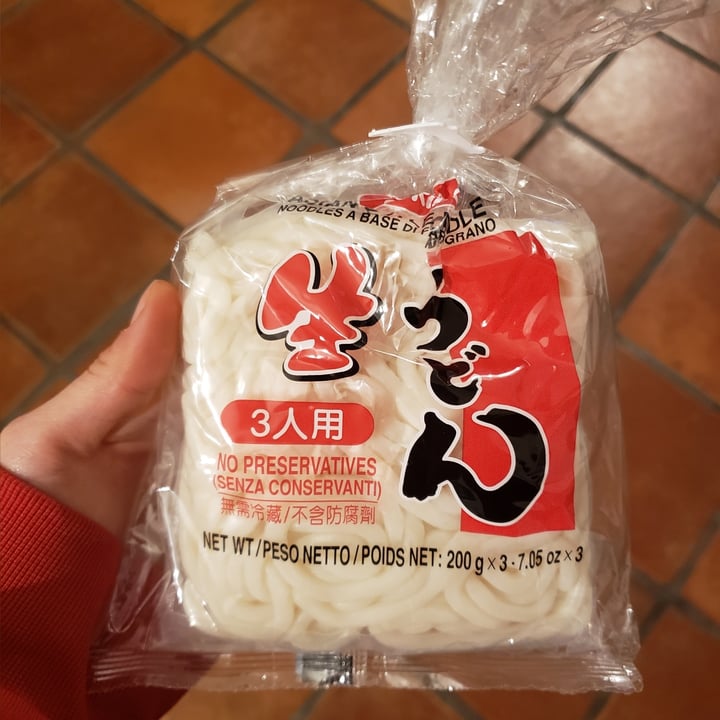 ASIAN
NOODLES A BASE DI
GRANO
生
うどん
3人用
NO PRESERVATIVES
(SENZA CONSERVANTI)
無需冷藏/不含防腐劑
NET WT/PESO NETTO/POIDS NET: 200 g × 3 - 7.05 oz × 3